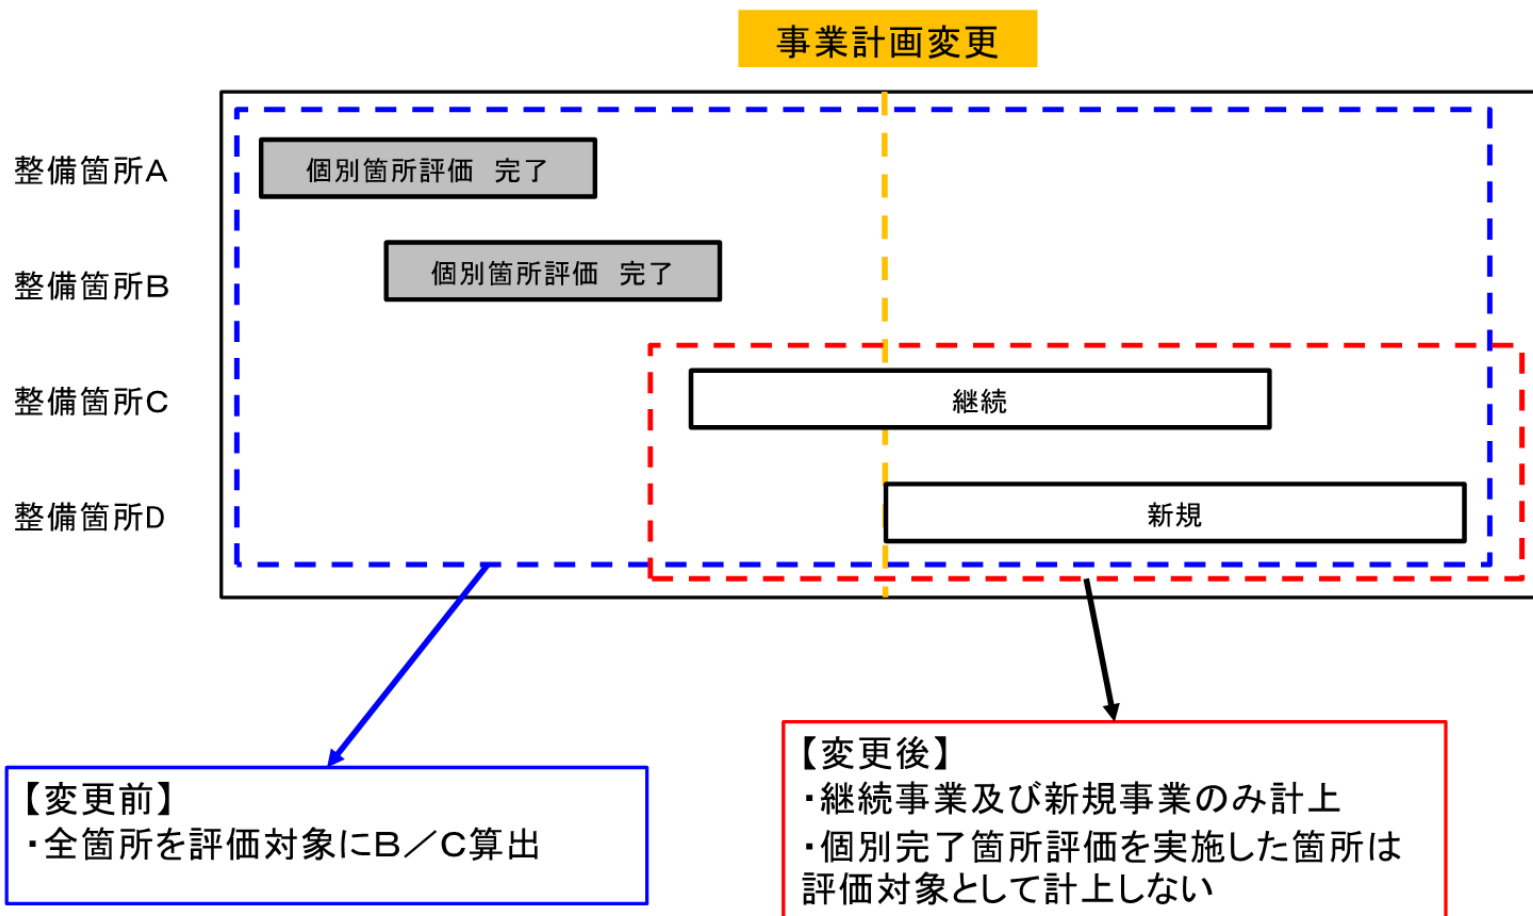 事業計画変更
整備箇所A
個別箇所評価　完了
整備箇所B
個別箇所評価　完了
整備箇所C
継続
整備箇所D
新規
【変更前】
・全箇所を評価対象にB／C算出
【変更後】
・継続事業及び新規事業のみ計上
・個別完了箇所評価を実施した箇所は
評価対象として計上しない